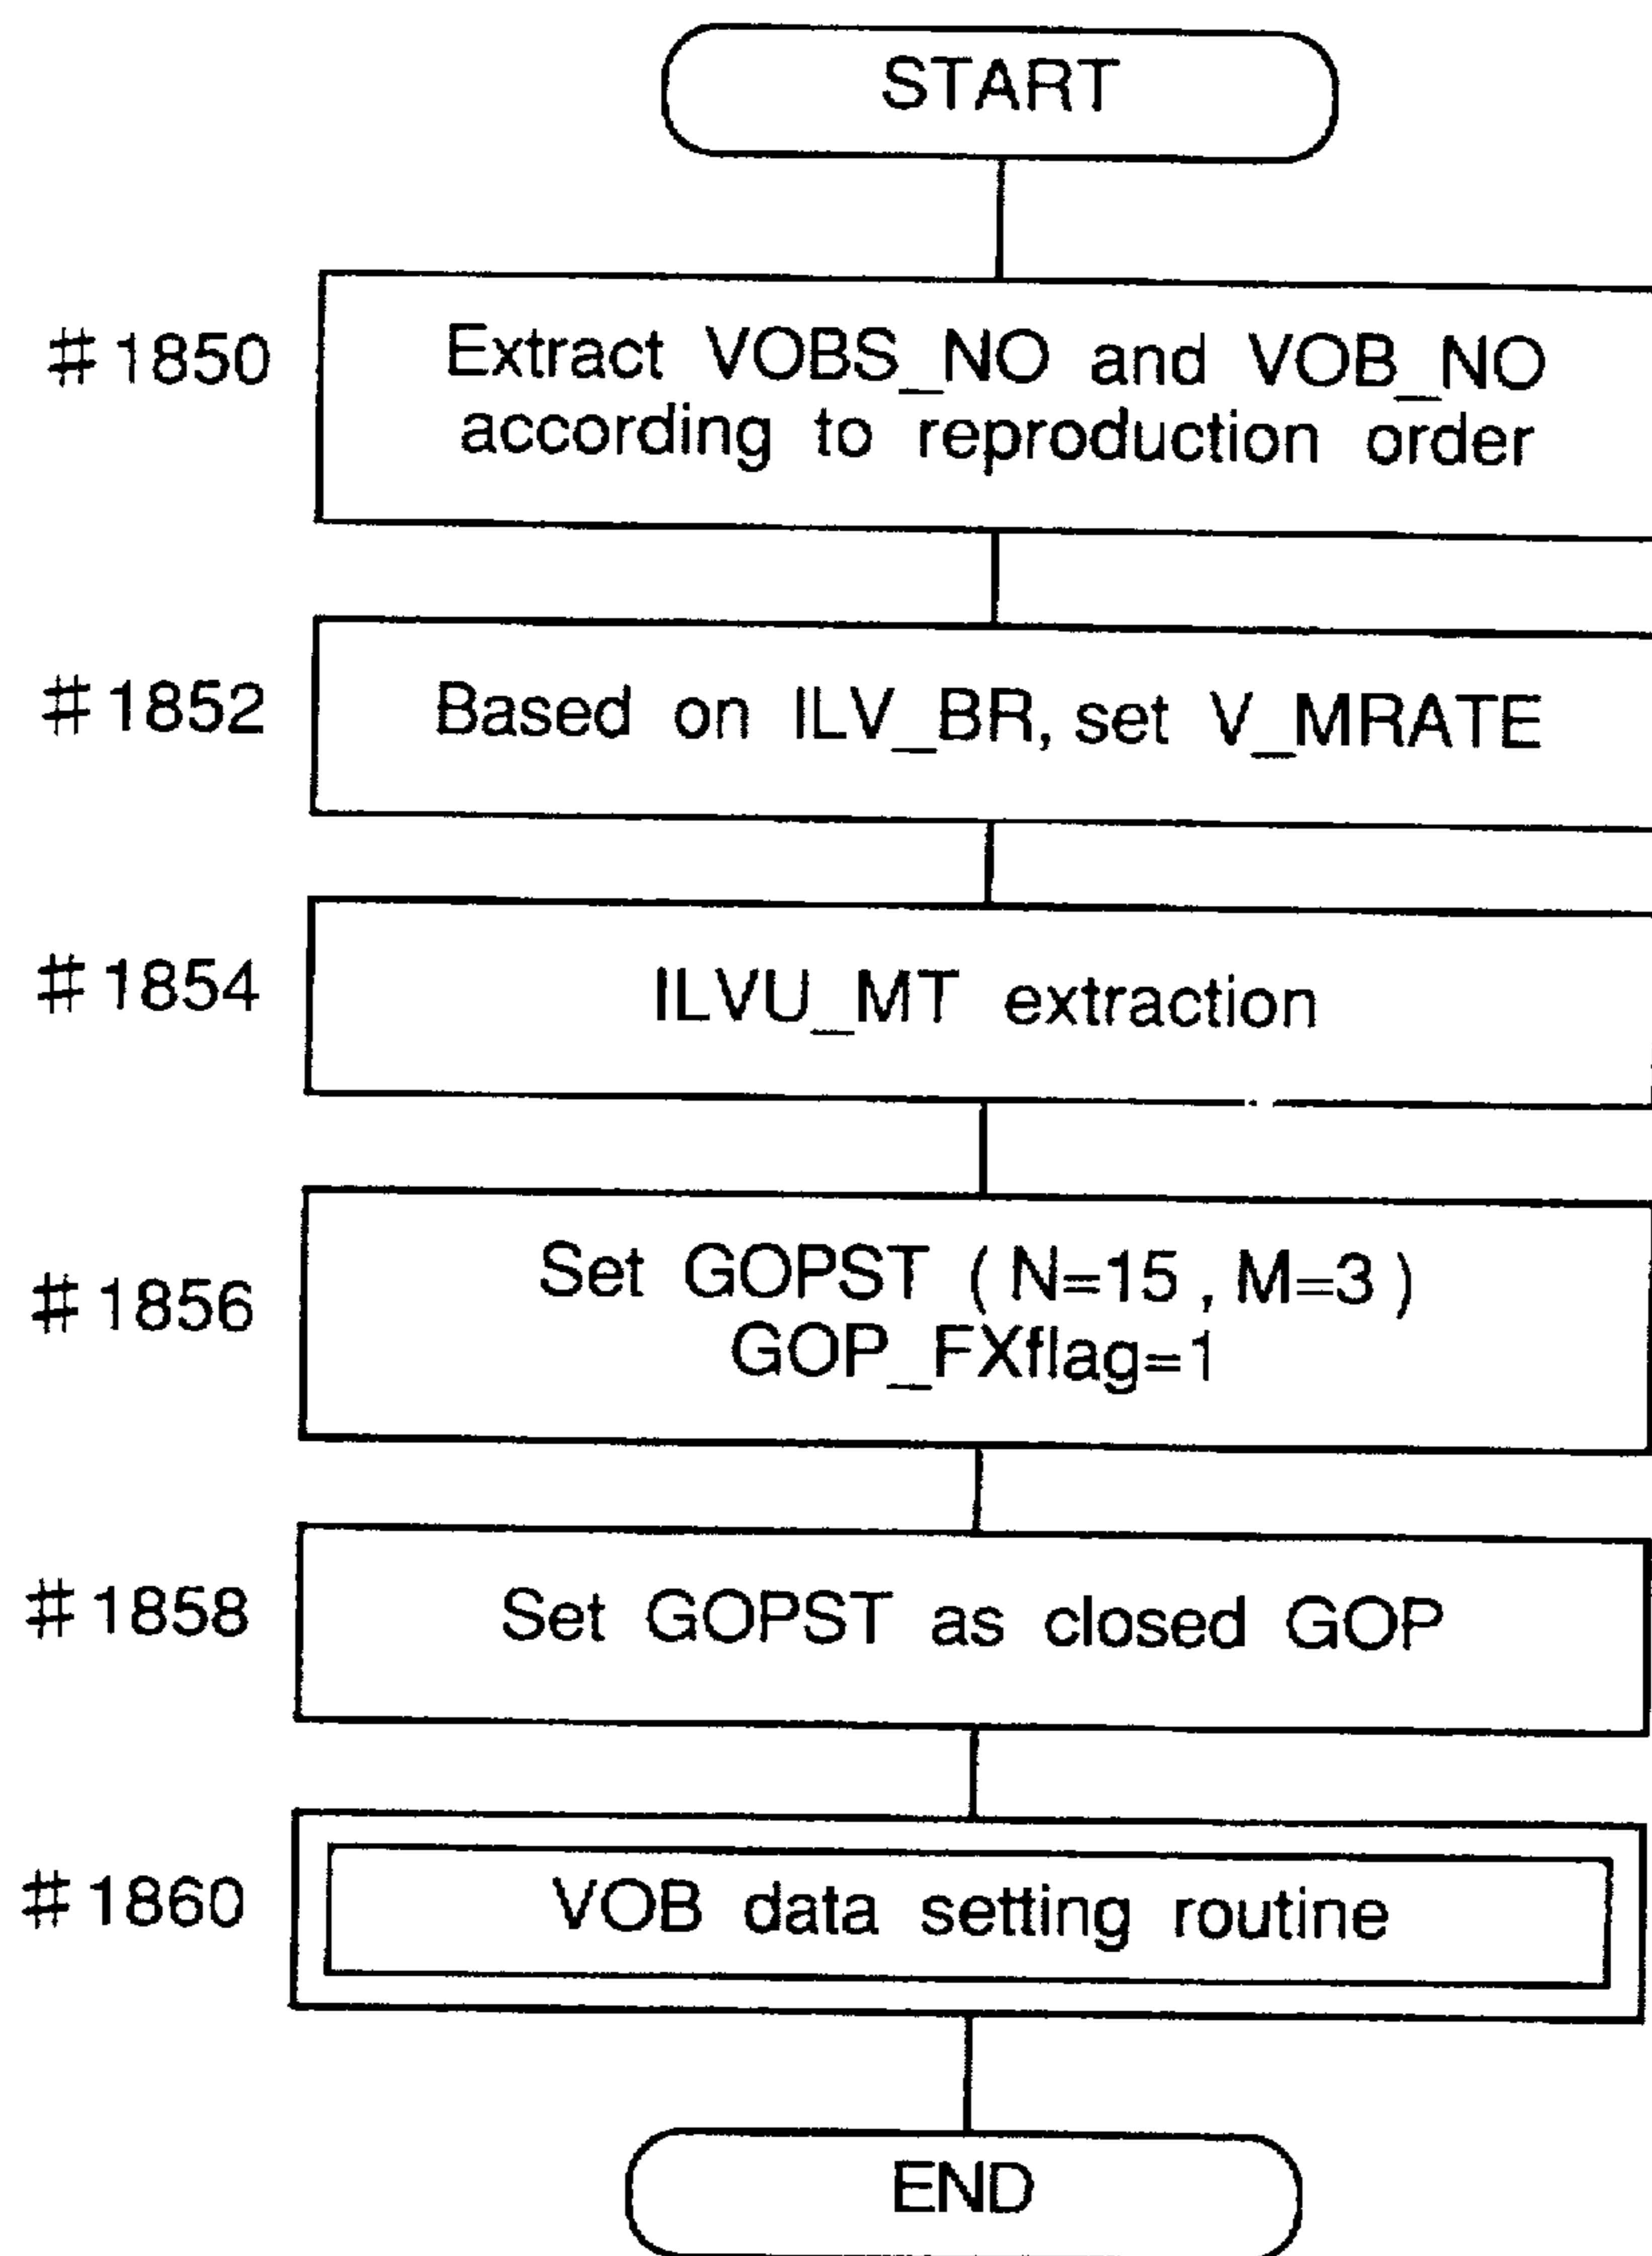 START
#1850
Extract VOBS_NO and VOB_NO
according to reproduction order
#1852
Based on ILV_BR, set V_MRATE
#1854
ILVU_MT extraction
#1856
Set GOPST (N=15, M=3)
GOP_FXflag=1
#1858
Set GOPST as closed GOP
#1860
VOB data setting routine
END